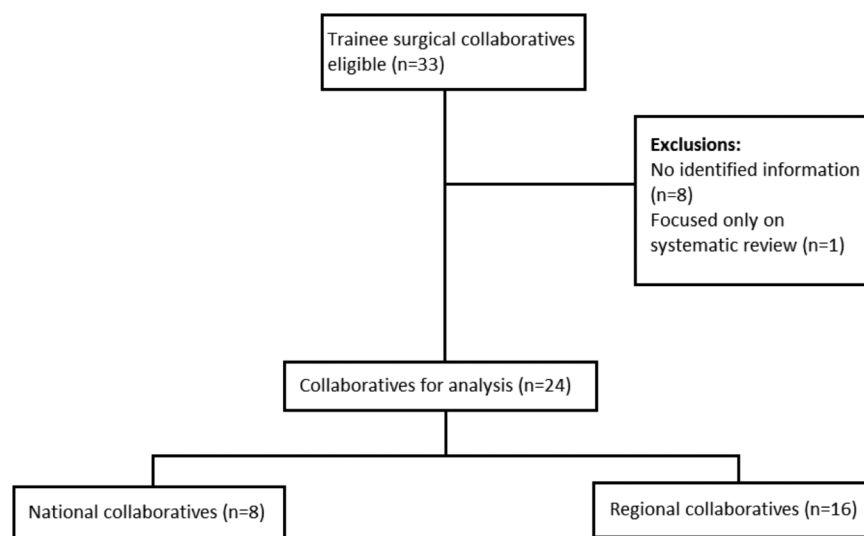 Trainee surgical collaboratives
eligible (n=33)
Exclusions:
No identified information
(n=8)
Focused only on
systematic review (n=1)
Collaboratives for analysis (n=24)
National collaboratives (n=8)
Regional collaboratives (n=16)